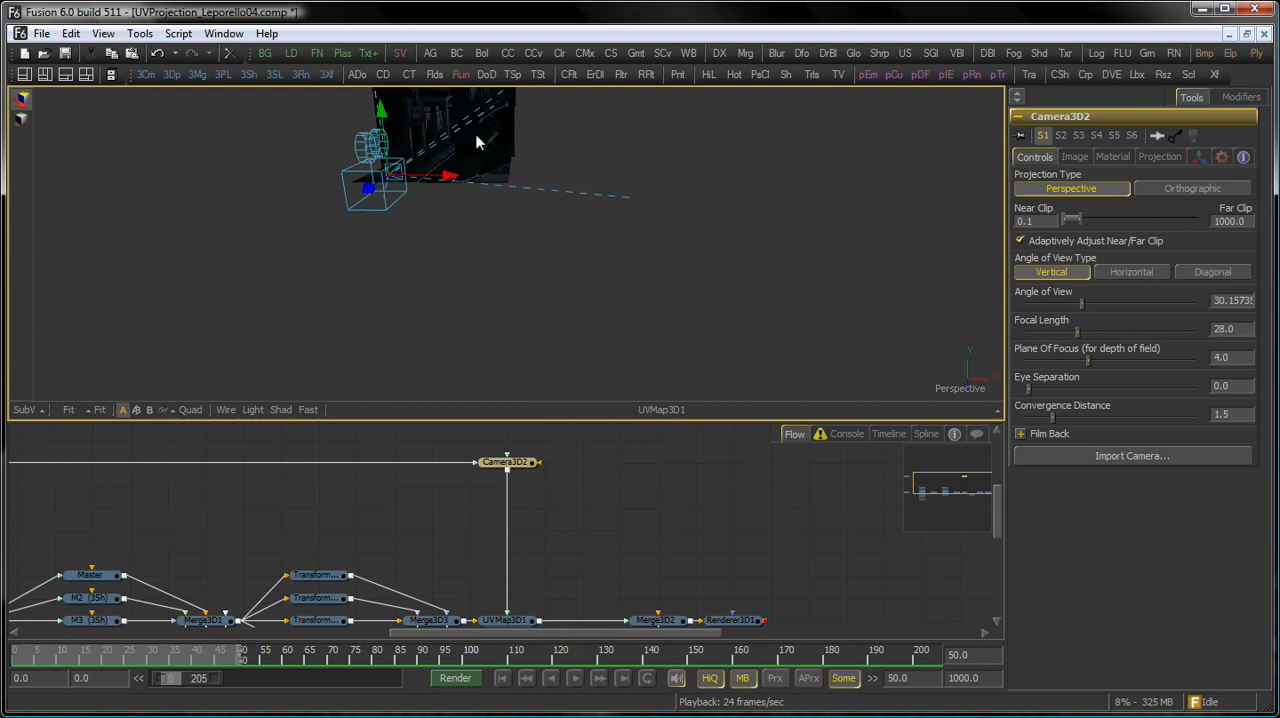 Fusion 6.0 build 511 - [UVProjection_Leporello04.comp *]
File Edit View Tools Script Window Help
BG LD FN Plas Txt+ SV AG BC Bol CC CCv Clr CMx CS Gmt SCv WB DX Mrg Blur Dfo DrBl Glo Shrp US SGl VBl DBl Fog Shd Txr Log FLU Grn RN Bmp Elp Ply
3Cm 3Dp 3Mg 3PL 3Sh 3SL 3Rn 3Xf ADo CD CT Flds Run DoD TSp TSt CFlt ErDl Fltr RFlt Pnt HiL Hot PsCl Sh Trls TV pEm pCu pDF pIE pRn pTr Tra CSh Crp DVE Lbx Rsz Scl Xf
Tools Modifiers
Camera3D2
S1 S2 S3 S4 S5 S6
Controls Image Material Projection
Projection Type
Perspective Orthographic
Near Clip Far Clip
0.1 1000.0
Adaptively Adjust Near/Far Clip
Angle of View Type
Vertical Horizontal Diagonal
Angle of View
30.15735
Focal Length
28.0
Plane Of Focus (for depth of field)
4.0
Eye Separation
0.0
Convergence Distance
1.5
Film Back
Import Camera...
Y
Perspective
SubV Fit Fit A B Quad Wire Light Shad Fast UVMap3D1
Flow Console Timeline Spline
Camera3D2
Master Transform...
M2 (3Sh) Transform...
M3 (3Sh) Merge3D1 Transform... Merge3D3 UVMap3D1 Merge3D2 Renderer3D1
0 5 10 15 20 25 30 35 40 45 50 55 60 65 70 75 80 85 90 95 100 110 120 130 140 150 160 170 180 190 200 50.0
0.0 0.0 << 205 Render HiQ MB Prx APrx Some >> 50.0 1000.0
Playback: 24 frames/sec 8% - 325 MB Idle